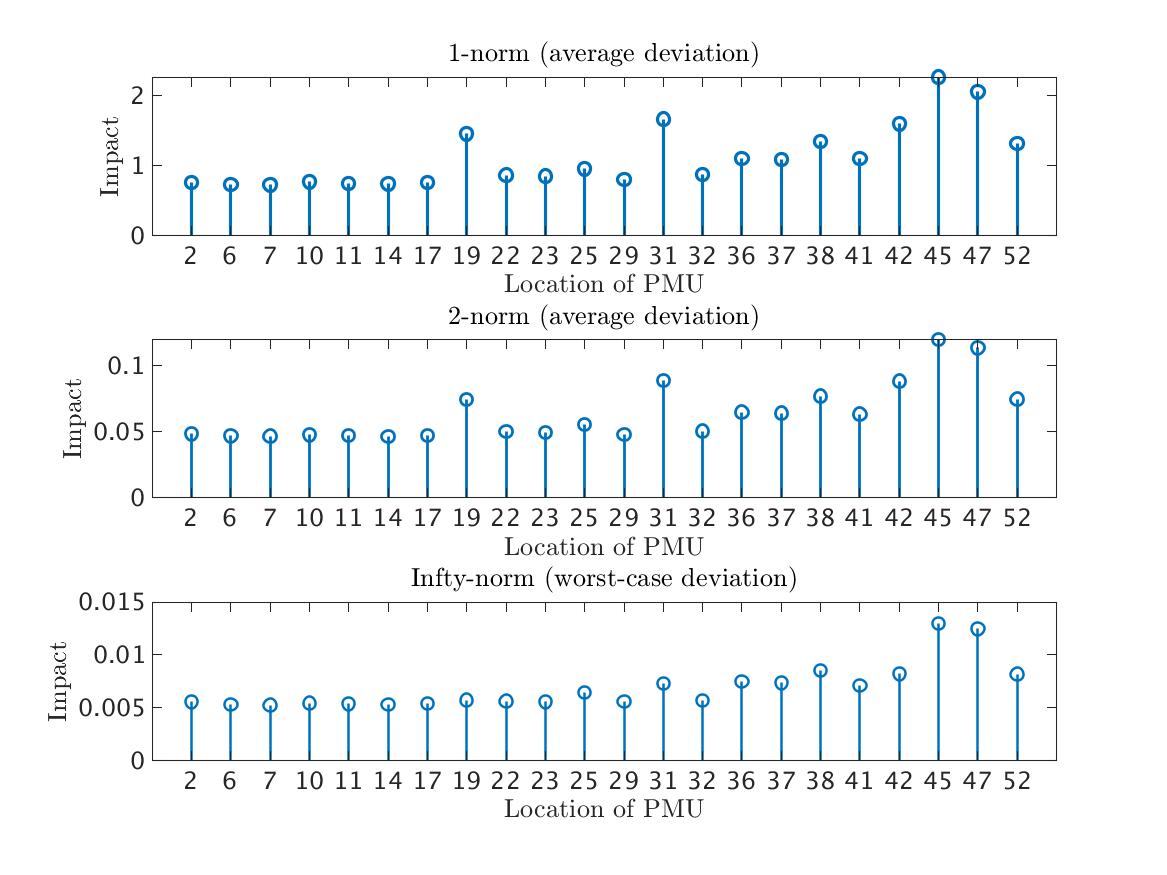 1-norm (average deviation)
2
1
0
Impact
2 6 7 10 11 14 17 19 22 23 25 29 31 32 36 37 38 41 42 45 47 52
Location of PMU
2-norm (average deviation)
0.1
0.05
0
Impact
2 6 7 10 11 14 17 19 22 23 25 29 31 32 36 37 38 41 42 45 47 52
Location of PMU
Infty-norm (worst-case deviation)
0.015
0.01
0.005
0
Impact
2 6 7 10 11 14 17 19 22 23 25 29 31 32 36 37 38 41 42 45 47 52
Location of PMU